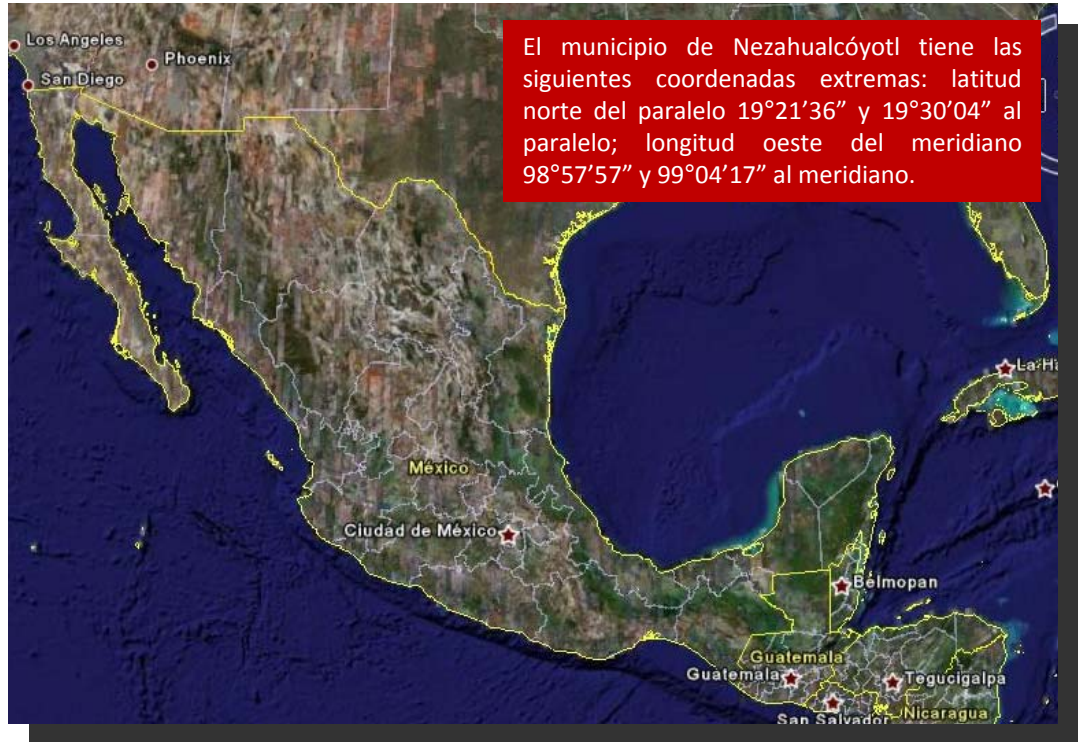 El municipio de Nezahualcóyotl tiene las
siguientes coordenadas extremas: latitud
norte del paralelo 19°21’36” y 19°30’04” al
paralelo; longitud oeste del meridiano
98°57’57” y 99°04’17” al meridiano.
Los Angeles
Phoenix
San Diego
La Ha
México
Ciudad de México
Belmopan
Guatemala
Guatemala
Tegucigalpa
San Salvador
Nicaragua